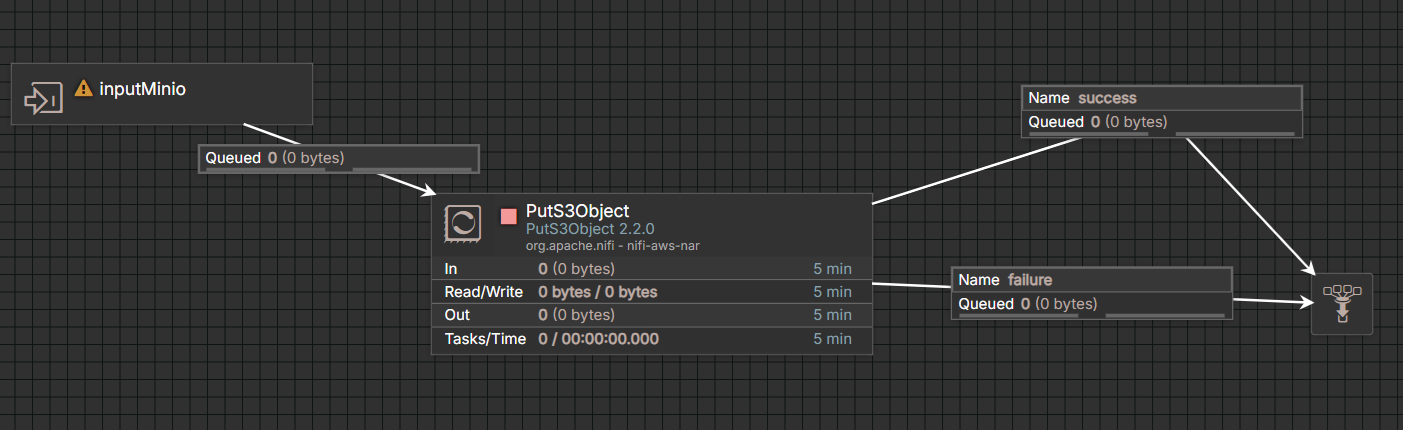 inputMinio
Queued 0 (0 bytes)
PutS3Object
PutS3Object 2.2.0
org.apache.nifi - nifi-aws-nar
In 0 (0 bytes) 5 min
Read/Write 0 bytes / 0 bytes 5 min
Out 0 (0 bytes) 5 min
Tasks/Time 0 / 00:00:00.000 5 min
Name success
Queued 0 (0 bytes)
Name failure
Queued 0 (0 bytes)